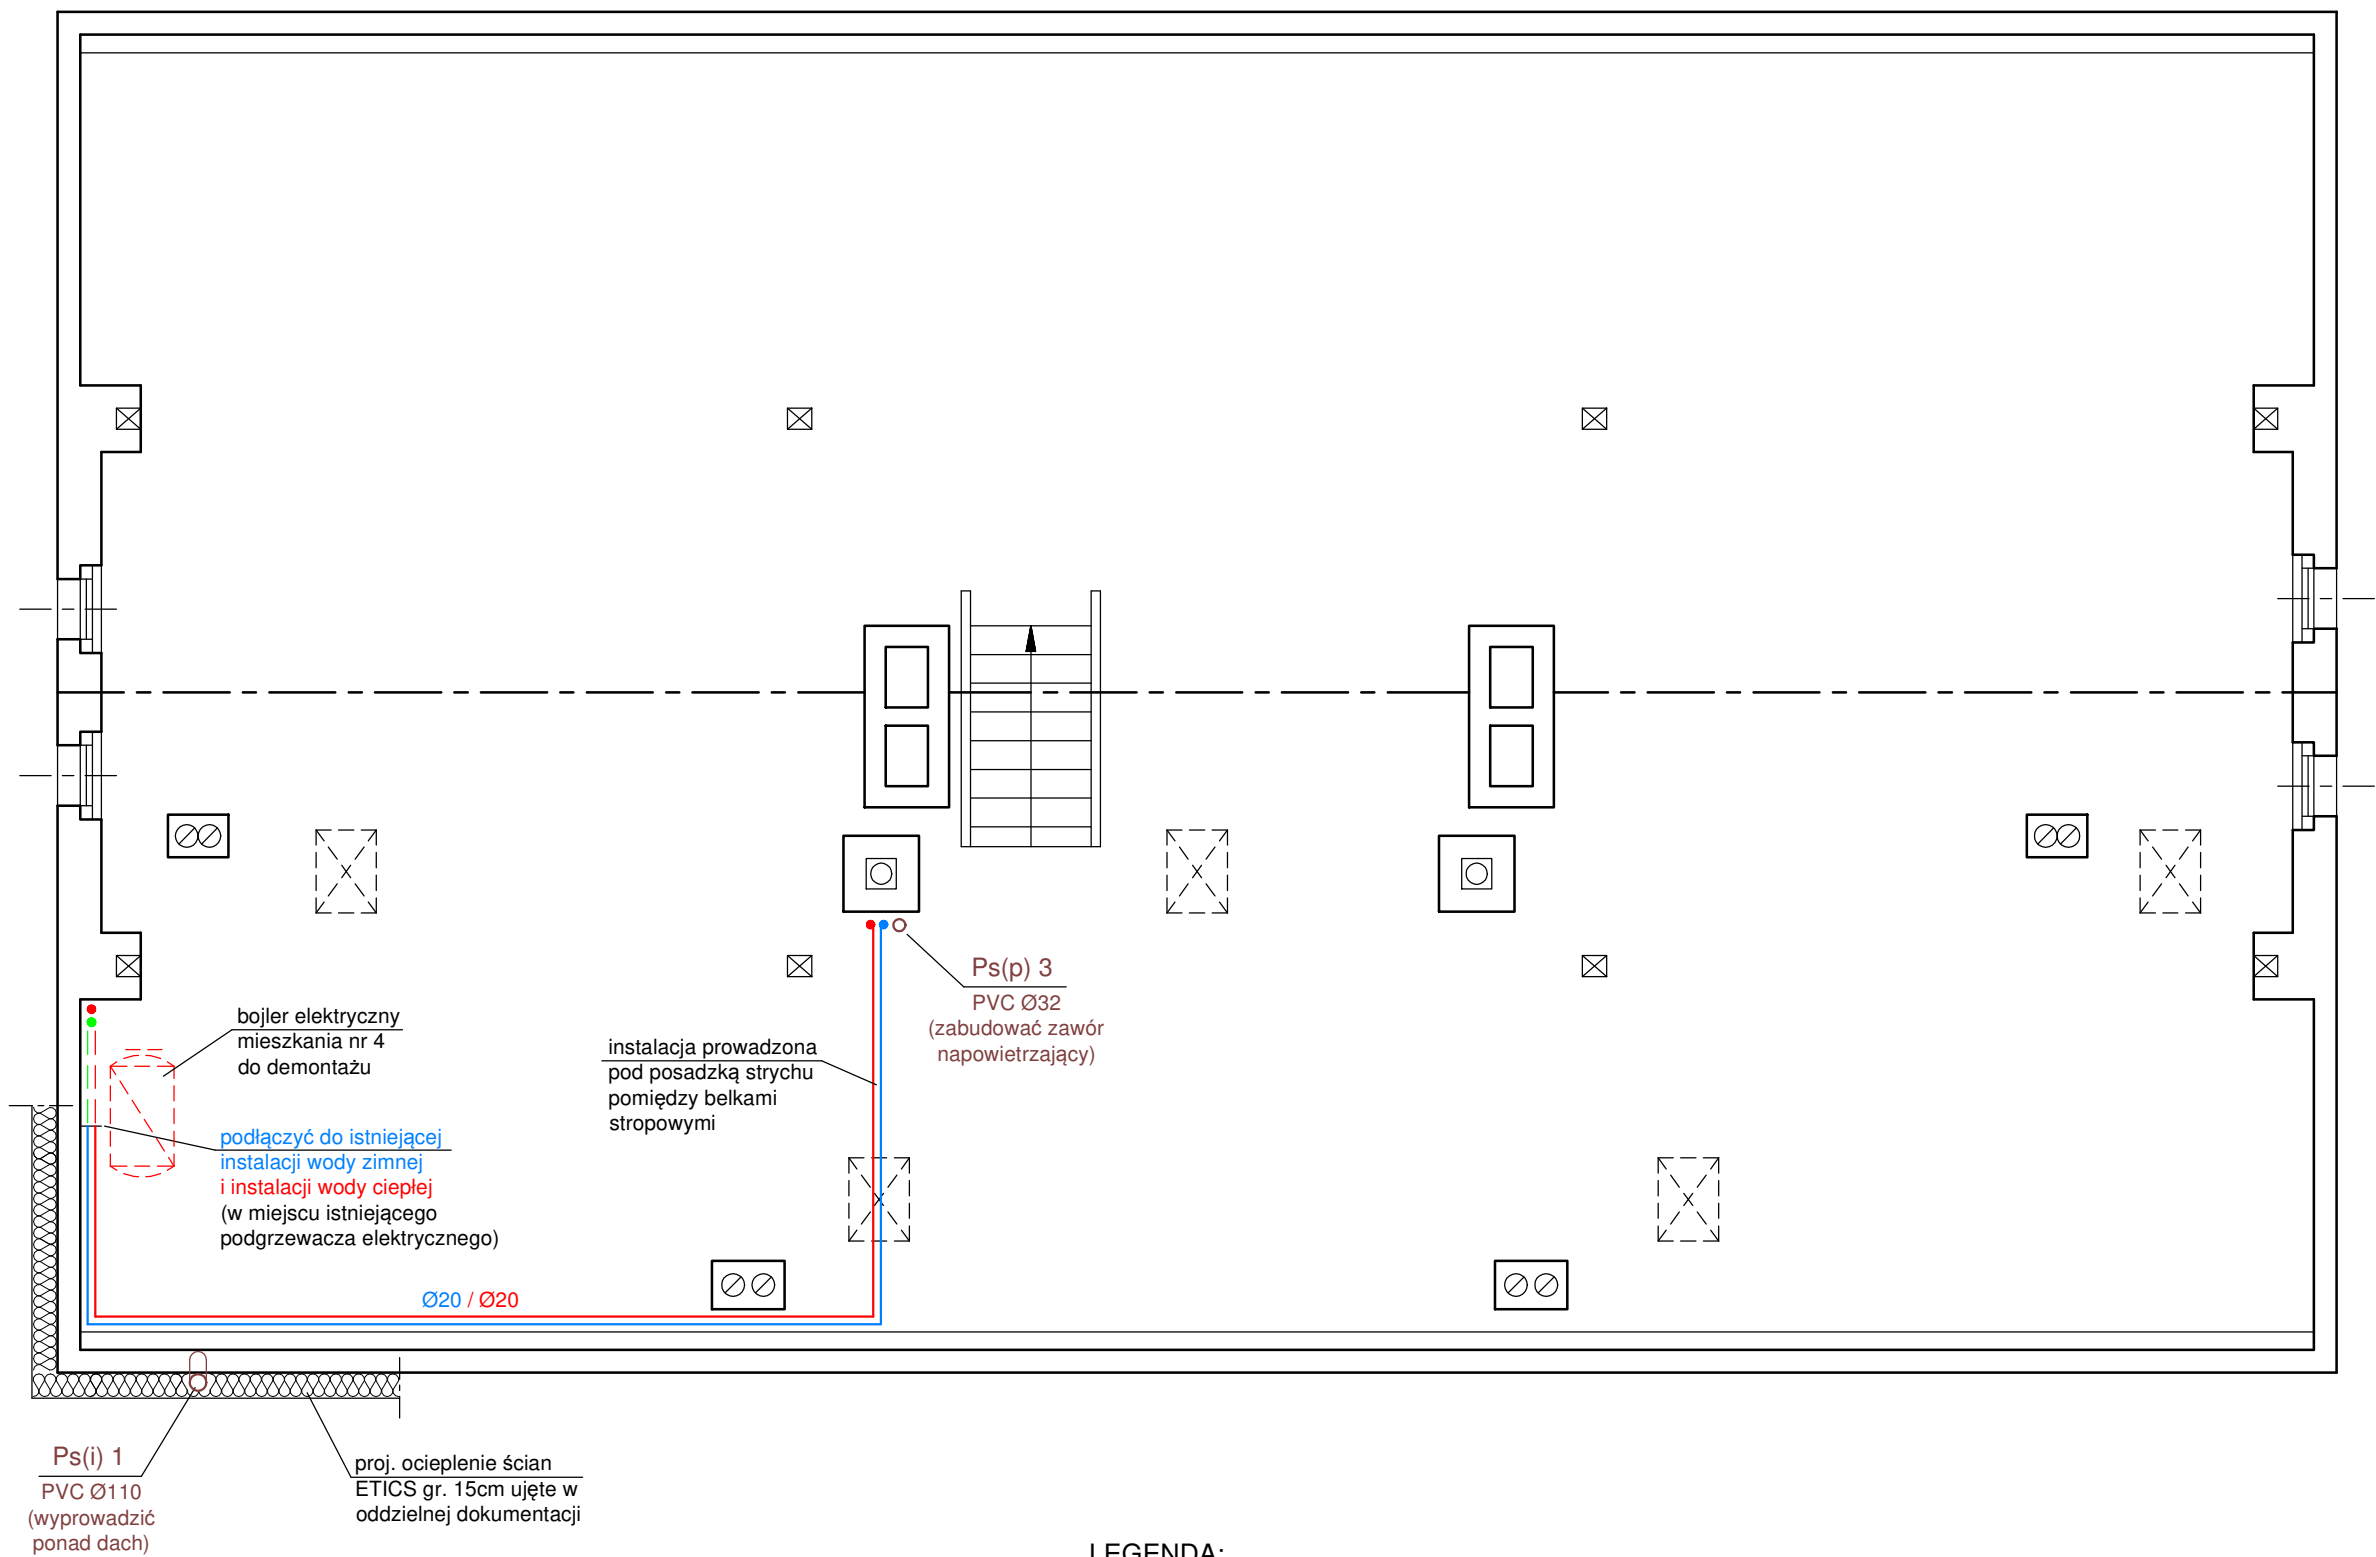 Ps(p) 3
PVC Ø32
(zabudować zawór
napowietrzający)
bojler elektryczny
mieszkania nr 4
do demontażu
instalacja prowadzona
pod posadzką strychu
pomiędzy belkami
stropowymi
podłączyć do istniejącej
instalacji wody zimnej
i instalacji wody ciepłej
(w miejscu istniejącego
podgrzewacza elektrycznego)
Ø20 / Ø20
Ps(i) 1
PVC Ø110
(wyprowadzić
ponad dach)
proj. ocieplenie ścian
ETICS gr. 15cm ujęte w
oddzielnej dokumentacji
LEGENDA: